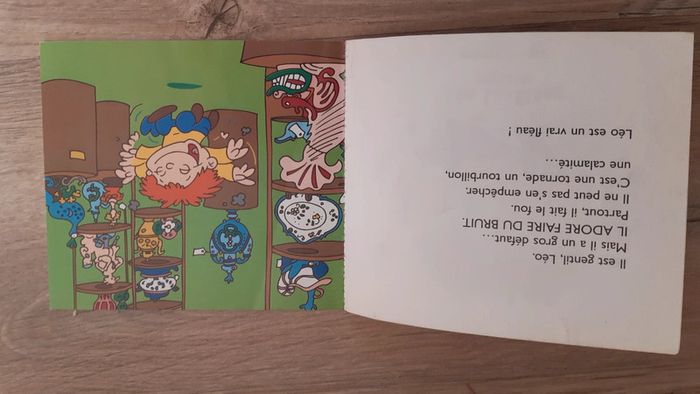 Il est gentil, Léo.
Mais il a un gros défaut...
IL ADORE FAIRE DU BRUIT.
Partout, il fait le fou.
Il ne peut pas s'en empêcher.
C'est une tornade, un tourbillon,
une calamité...
Léo est un vrai fléau !